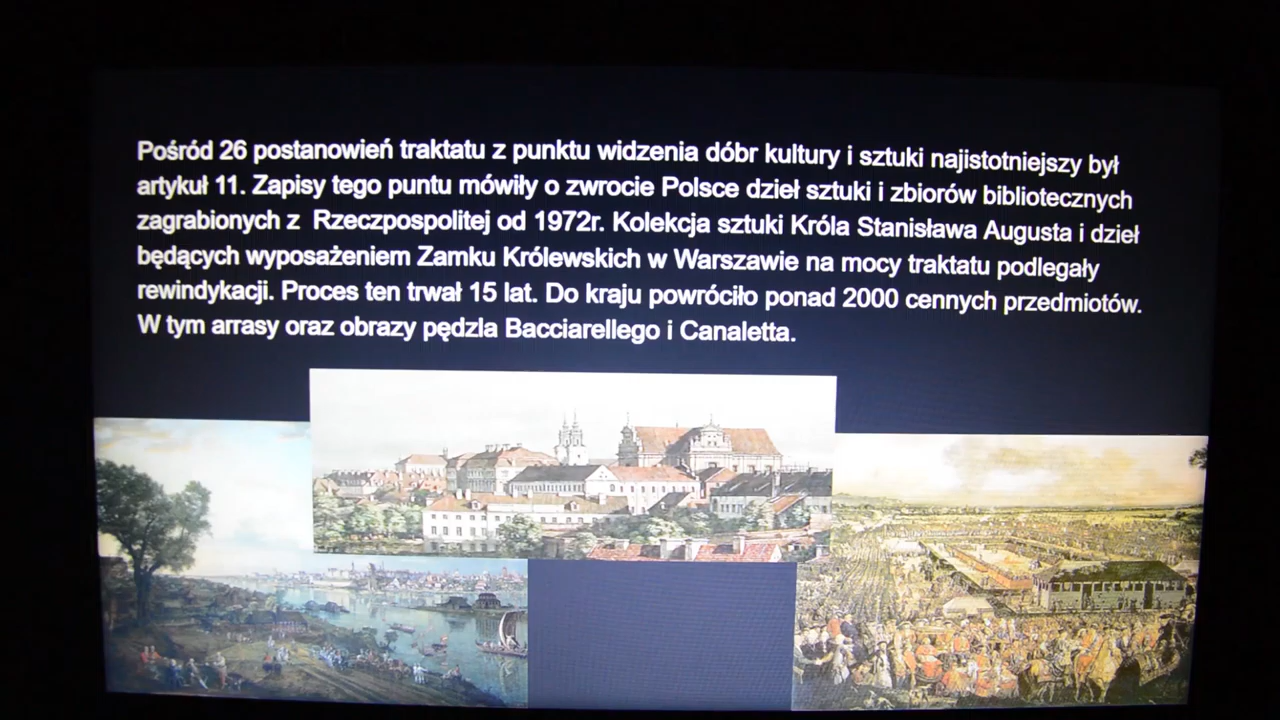 Pośród 26 postanowień traktatu z punktu widzenia dóbr kultury i sztuki najistotniejszy był
artykuł 11. Zapisy tego puntu mówiły o zwrocie Polsce dzieł sztuki i zbiorów bibliotecznych
zagrabionych z Rzeczpospolitej od 1972r. Kolekcja sztuki Króla Stanisława Augusta i dzieł
będących wyposażeniem Zamku Królewskich w Warszawie na mocy traktatu podlegały
rewindykacji. Proces ten trwał 15 lat. Do kraju powróciło ponad 2000 cennych przedmiotów.
W tym arrasy oraz obrazy pędzla Bacciarellego i Canaletta.